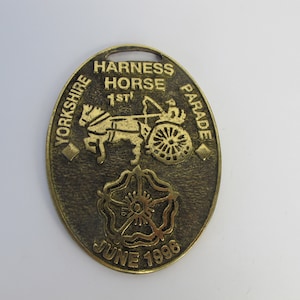 YORKSHIRE
HARNESS
HORSE
1ST
PARADE
JUNE 1996